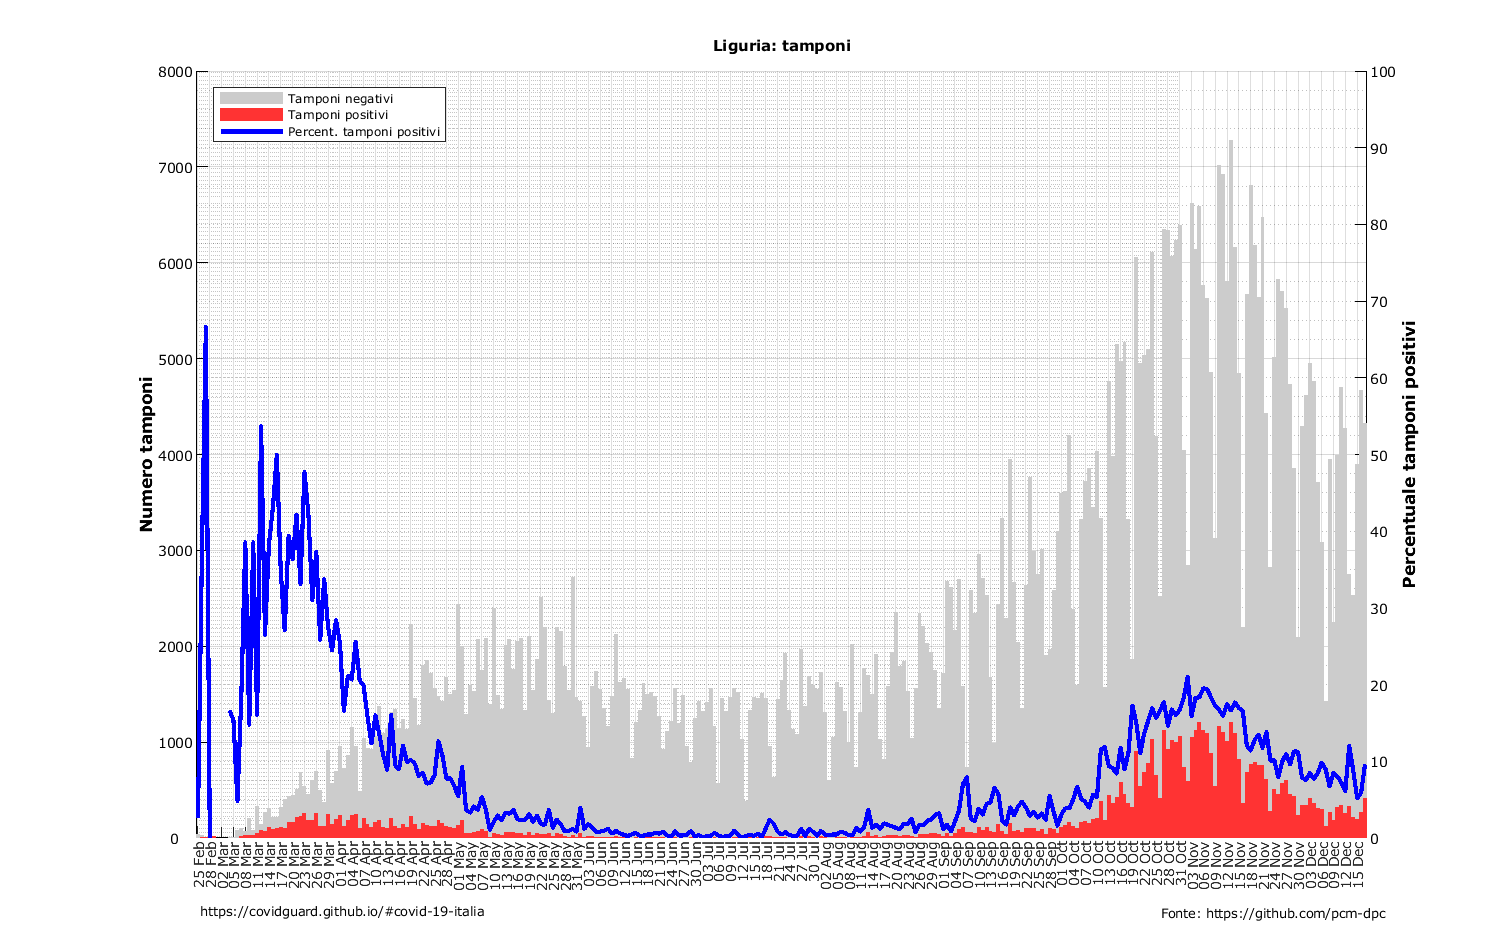 Liguria: tamponi
Tamponi negativi
Tamponi positivi
Percent. tamponi positivi
Numero tamponi
8000
7000
6000
5000
4000
3000
2000
1000
0
Percentuale tamponi positivi
100
90
80
70
60
50
40
30
20
10
0
25 Feb
28 Feb
02 Mar
05 Mar
08 Mar
11 Mar
14 Mar
17 Mar
20 Mar
23 Mar
26 Mar
29 Mar
01 Apr
04 Apr
07 Apr
10 Apr
13 Apr
16 Apr
19 Apr
22 Apr
25 Apr
28 Apr
01 May
04 May
07 May
10 May
13 May
16 May
19 May
22 May
25 May
28 May
31 May
03 Jun
06 Jun
09 Jun
12 Jun
15 Jun
18 Jun
21 Jun
24 Jun
27 Jun
30 Jun
03 Jul
06 Jul
09 Jul
12 Jul
15 Jul
18 Jul
21 Jul
24 Jul
27 Jul
30 Jul
02 Aug
05 Aug
08 Aug
11 Aug
14 Aug
17 Aug
20 Aug
23 Aug
26 Aug
29 Aug
01 Sep
04 Sep
07 Sep
10 Sep
13 Sep
16 Sep
19 Sep
22 Sep
25 Sep
28 Sep
01 Oct
04 Oct
07 Oct
10 Oct
13 Oct
16 Oct
19 Oct
22 Oct
25 Oct
28 Oct
31 Oct
03 Nov
06 Nov
09 Nov
12 Nov
15 Nov
18 Nov
21 Nov
24 Nov
27 Nov
30 Nov
03 Dec
06 Dec
09 Dec
12 Dec
15 Dec
https://covidguard.github.io/#covid-19-italia
Fonte: https://github.com/pcm-dpc